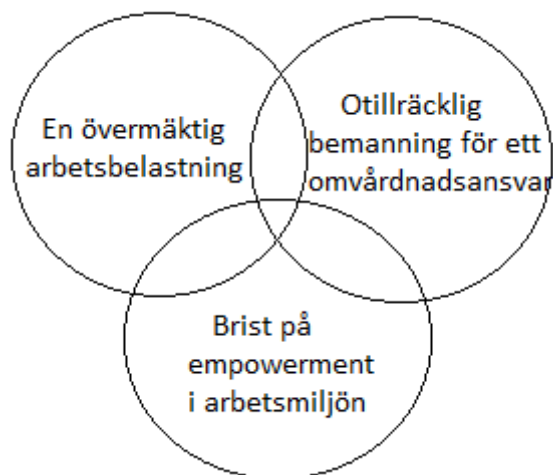 En övermäktig
arbetsbelastning
Otillräcklig
bemanning för ett
omvårdnadsansvar
Brist på
empowerment
i arbetsmiljön